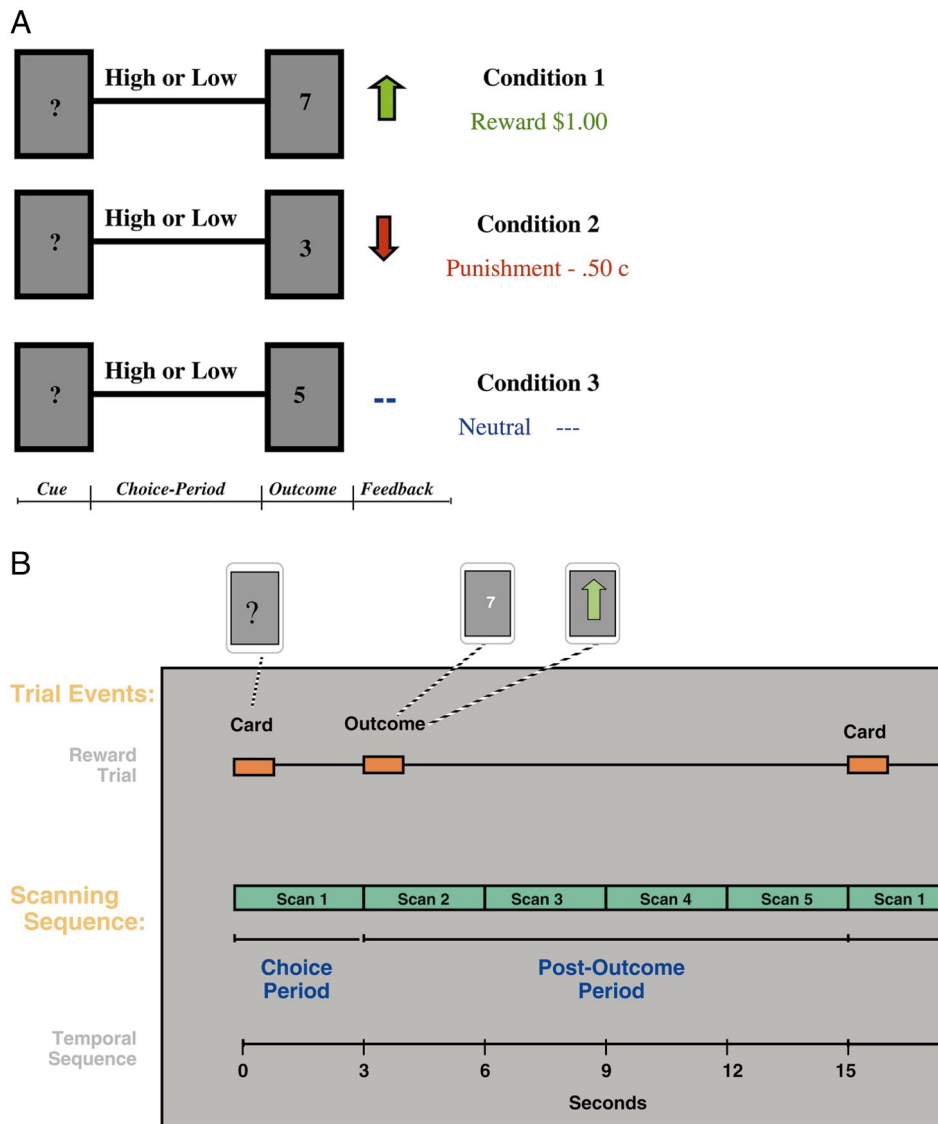 A
? High or Low 7 Condition 1
Reward $1.00
? High or Low 3 Condition 2
Punishment - .50 c
? High or Low 5 -- Condition 3
Neutral ---
Cue Choice-Period Outcome Feedback
B
? 7
Trial Events:
Card Outcome Card
Reward
Trial
Scanning
Sequence:
Scan 1 Scan 2 Scan 3 Scan 4 Scan 5 Scan 1
Choice
Period
Post-Outcome
Period
Temporal
Sequence
0 3 6 9 12 15
Seconds